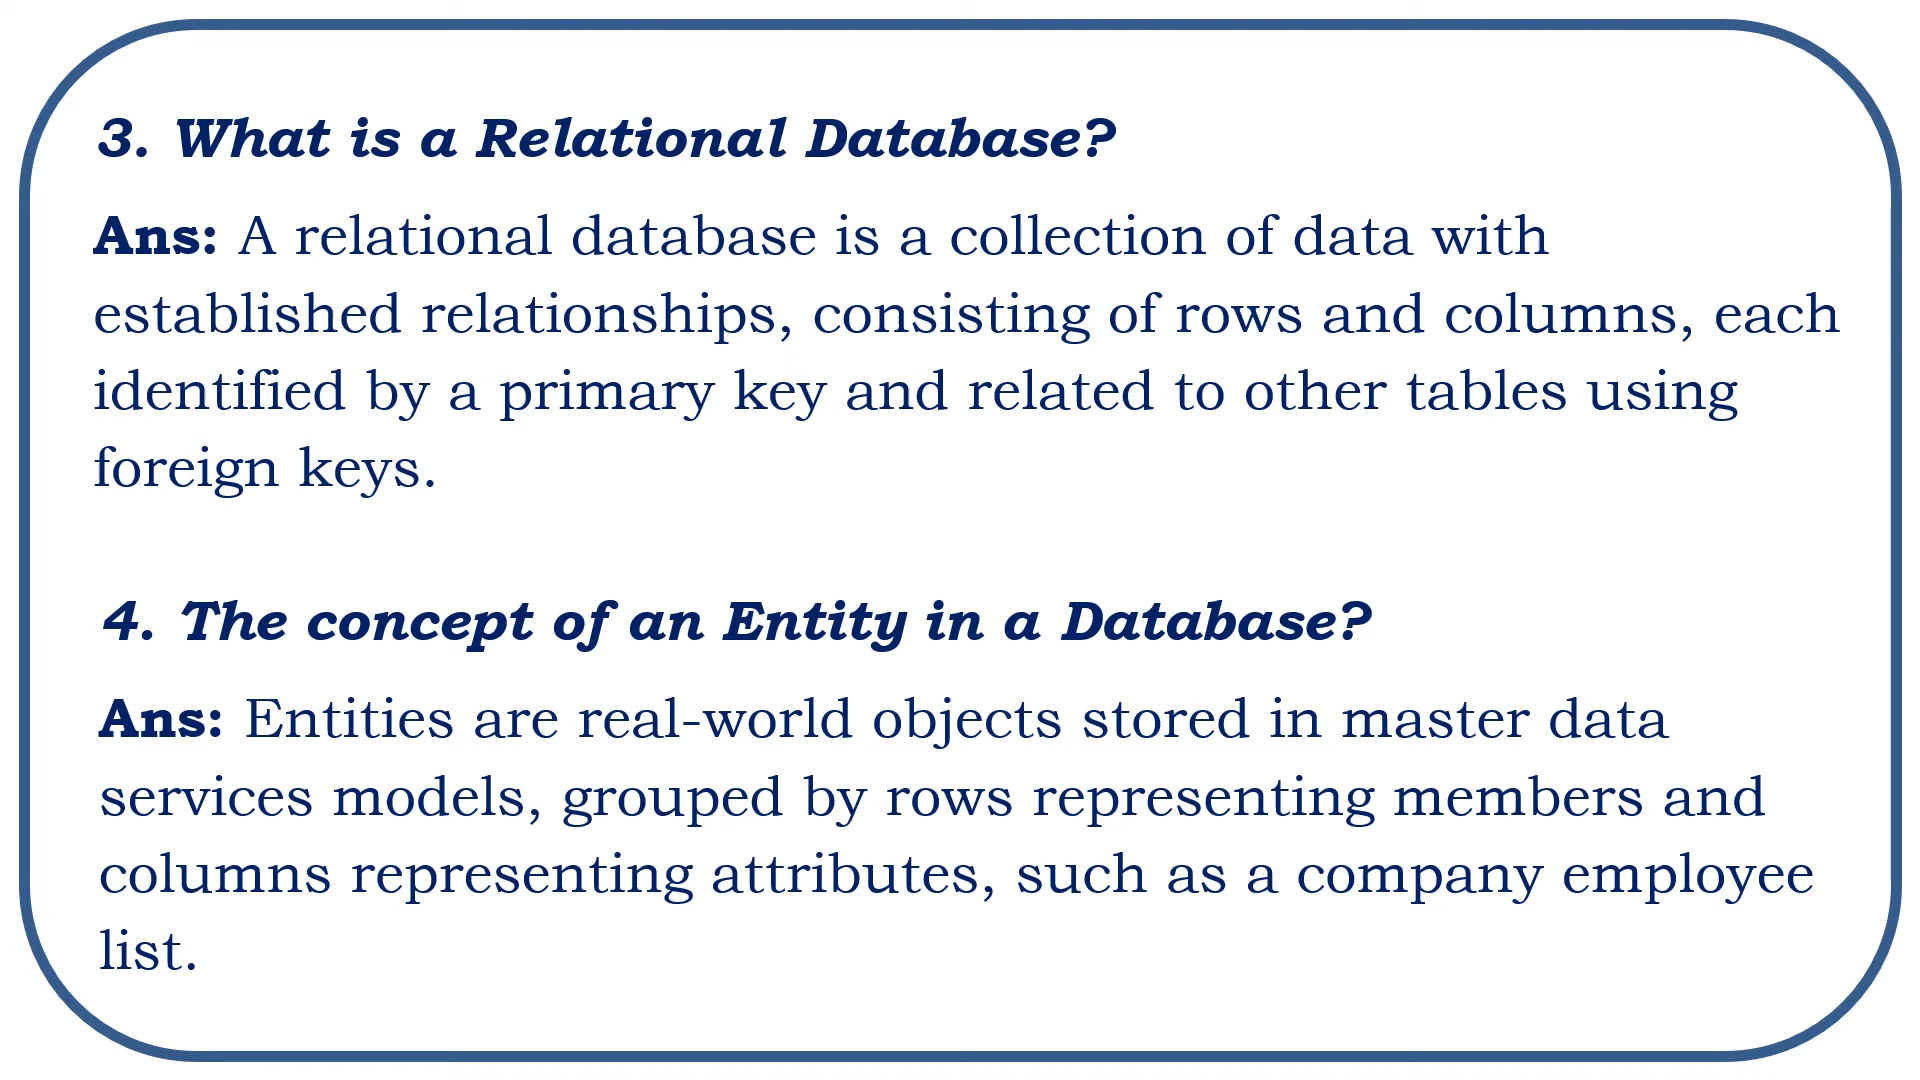 3. What is a Relational Database?
Ans: A relational database is a collection of data with
established relationships, consisting of rows and columns, each
identified by a primary key and related to other tables using
foreign keys.
4. The concept of an Entity in a Database?
Ans: Entities are real-world objects stored in master data
services models, grouped by rows representing members and
columns representing attributes, such as a company employee
list.